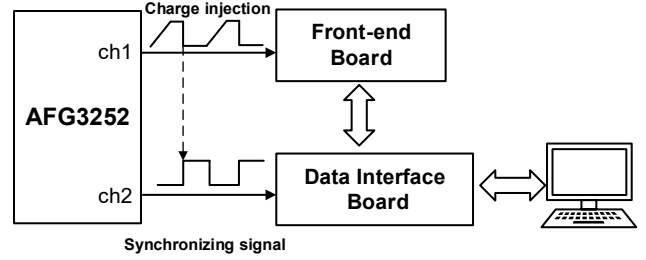 Charge injection
ch1
Front-end
Board
AFG3252
ch2
Data Interface
Board
Synchronizing signal